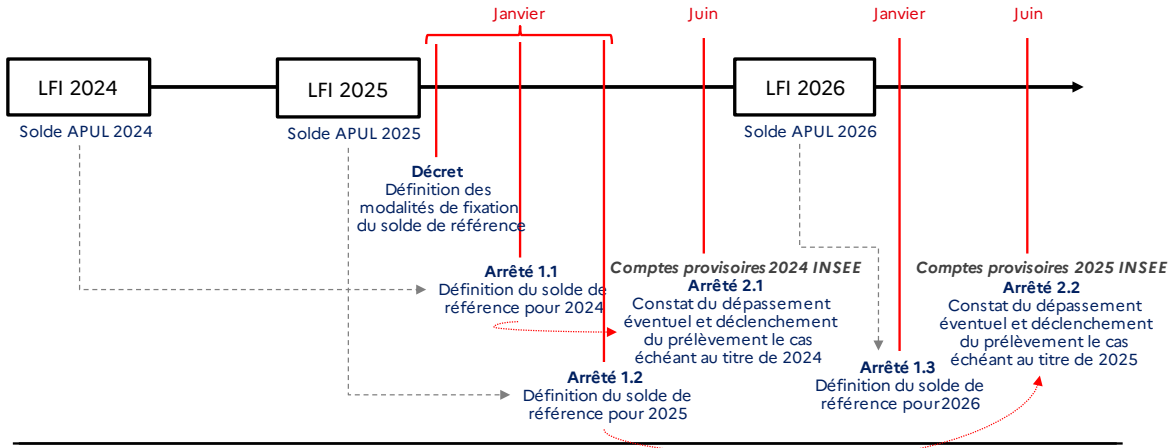 Janvier
Juin
Janvier
Juin
LFI 2024
LFI 2025
LFI 2026
Solde APUL 2024
Solde APUL 2025
Solde APUL 2026
Décret
Définition des
modalités de fixation
du solde de référence
Arrêté 1.1
Définition du solde de
référence pour 2024
Comptes provisoires 2024 INSEE
Arrêté 2.1
Constat du dépassement
éventuel et déclenchement
du prélèvement le cas
échéant au titre de 2024
Comptes provisoires 2025 INSEE
Arrêté 2.2
Constat du dépassement
éventuel et déclenchement
du prélèvement le cas
échéant au titre de 2025
Arrêté 1.2
Définition du solde de
référence pour 2025
Arrêté 1.3
Définition du solde de
référence pour 2026